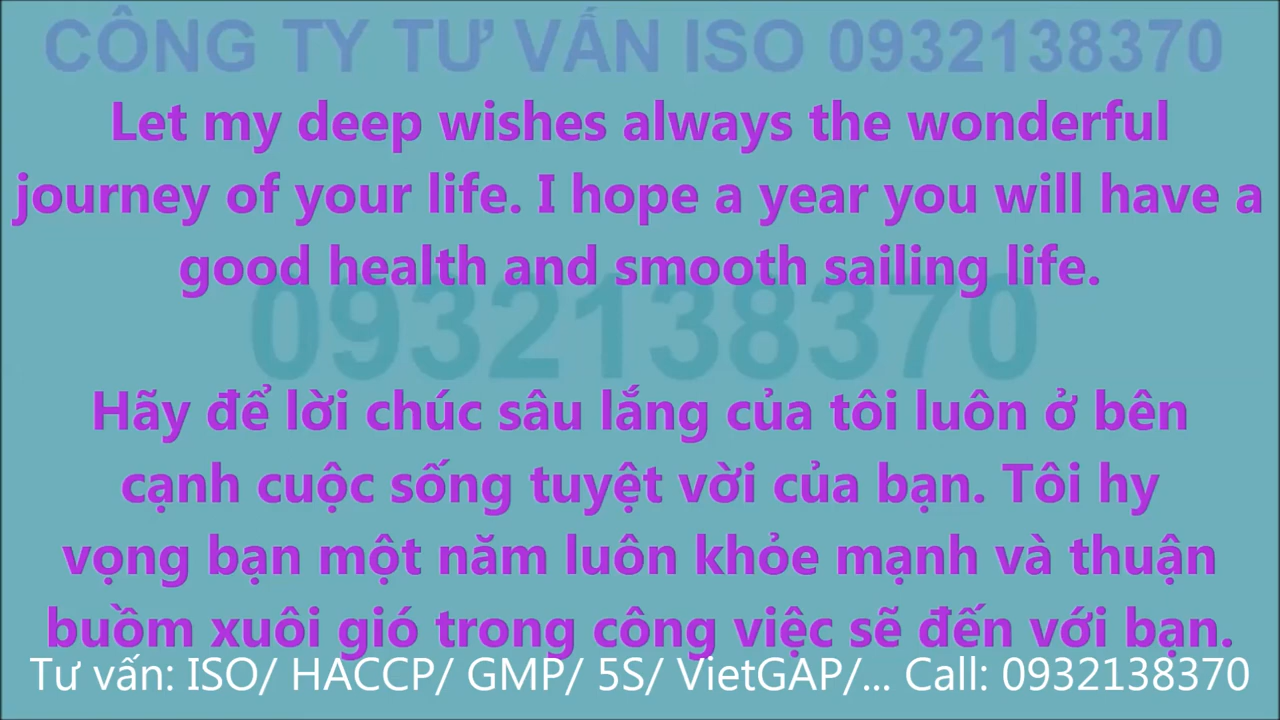 CÔNG TY TƯ VẤN ISO 0932138370
Let my deep wishes always the wonderful
journey of your life. I hope a year you will have a
good health and smooth sailing life.
0932138370
Hãy để lời chúc sâu lắng của tôi luôn ở bên
cạnh cuộc sống tuyệt vời của bạn. Tôi hy
vọng bạn một năm luôn khỏe mạnh và thuận
buồm xuôi gió trong công việc sẽ đến với bạn.
Tư vấn: ISO/ HACCP/ GMP/ 5S/ VietGAP/... Call: 0932138370